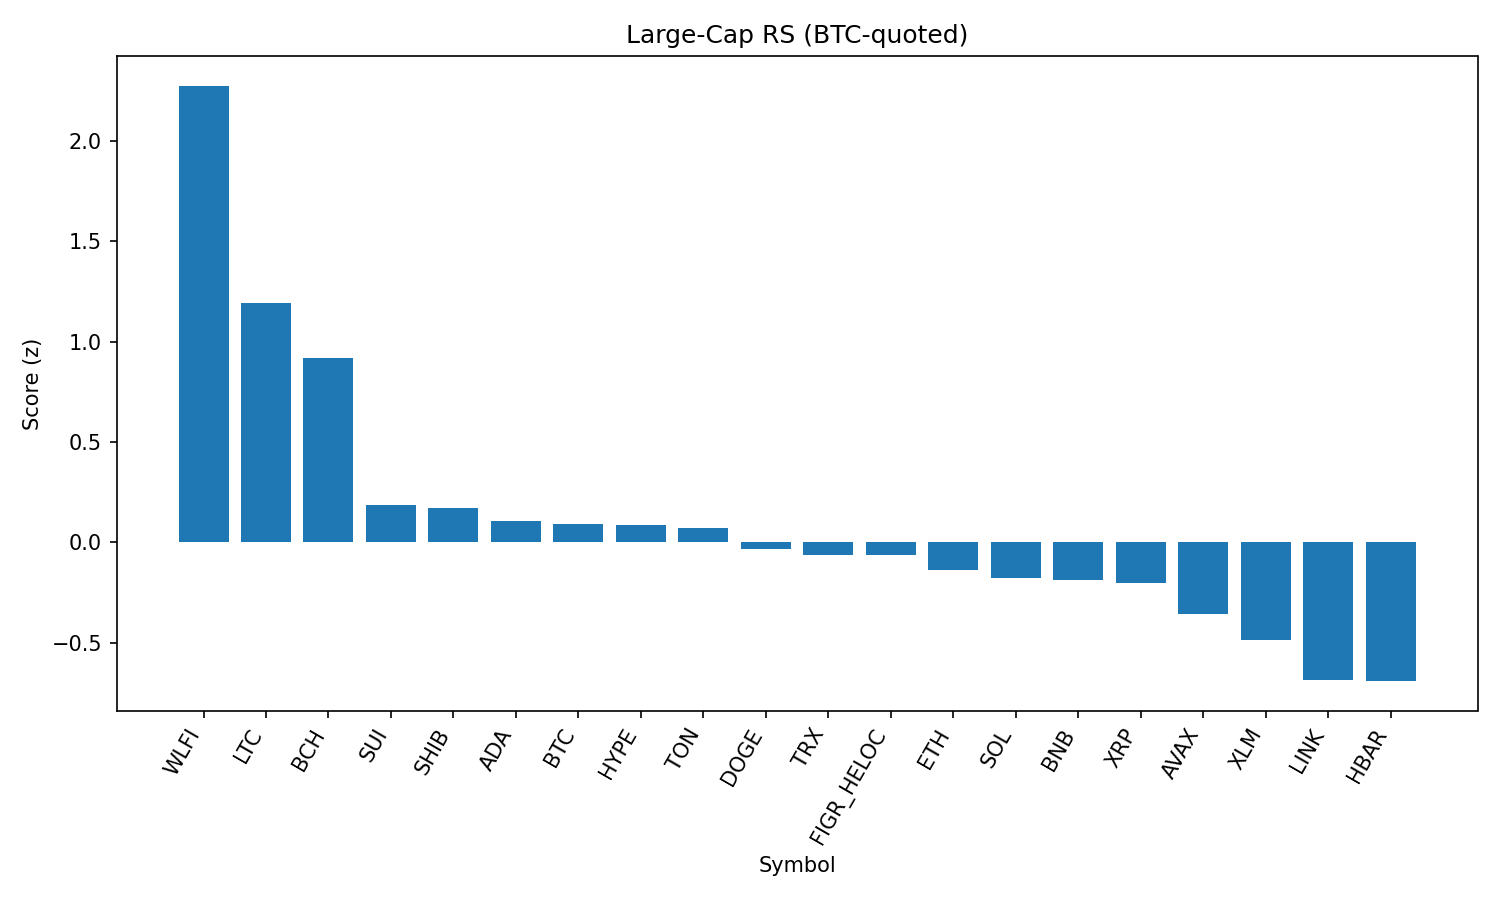 Large-Cap RS (BTC-quoted)
Score (z)
2.0
1.5
1.0
0.5
0.0
−0.5
WLFI
LTC
BCH
SUI
SHIB
ADA
BTC
HYPE
TON
DOGE
TRX
FIGR_HELOC
ETH
SOL
BNB
XRP
AVAX
XLM
LINK
HBAR
Symbol